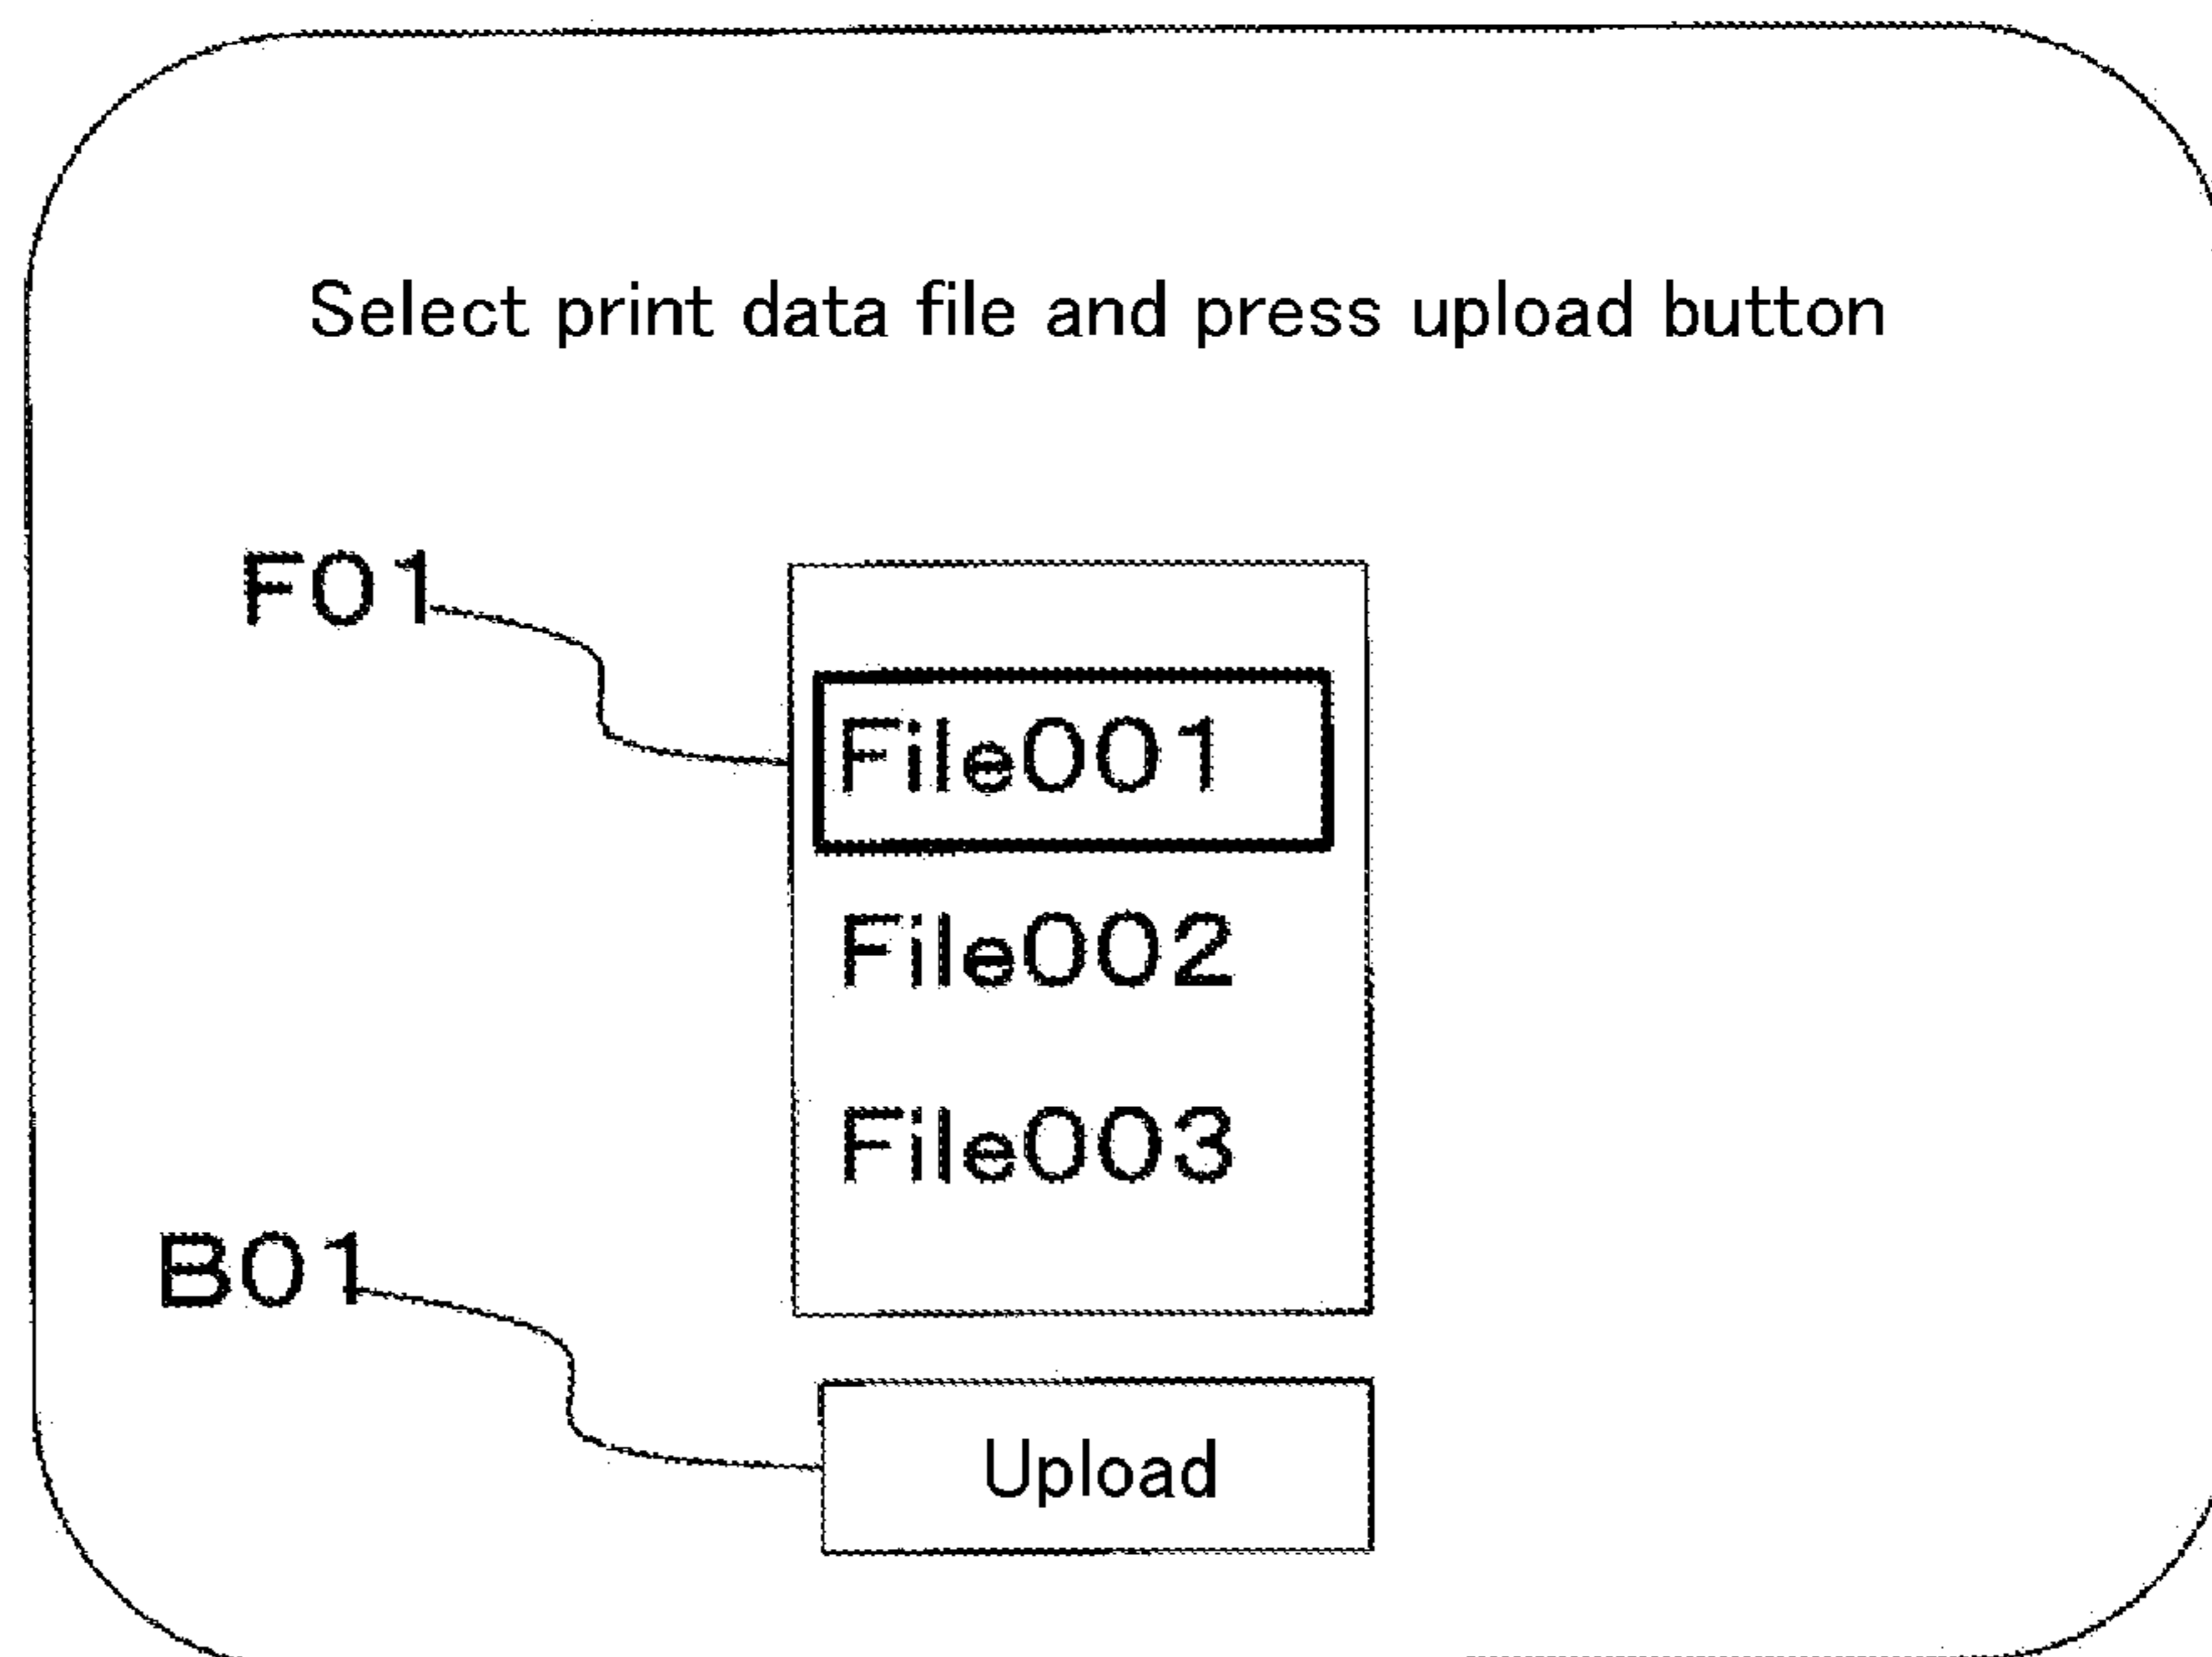 Select print data file and press upload button
F01
File001
File002
File003
B01
Upload